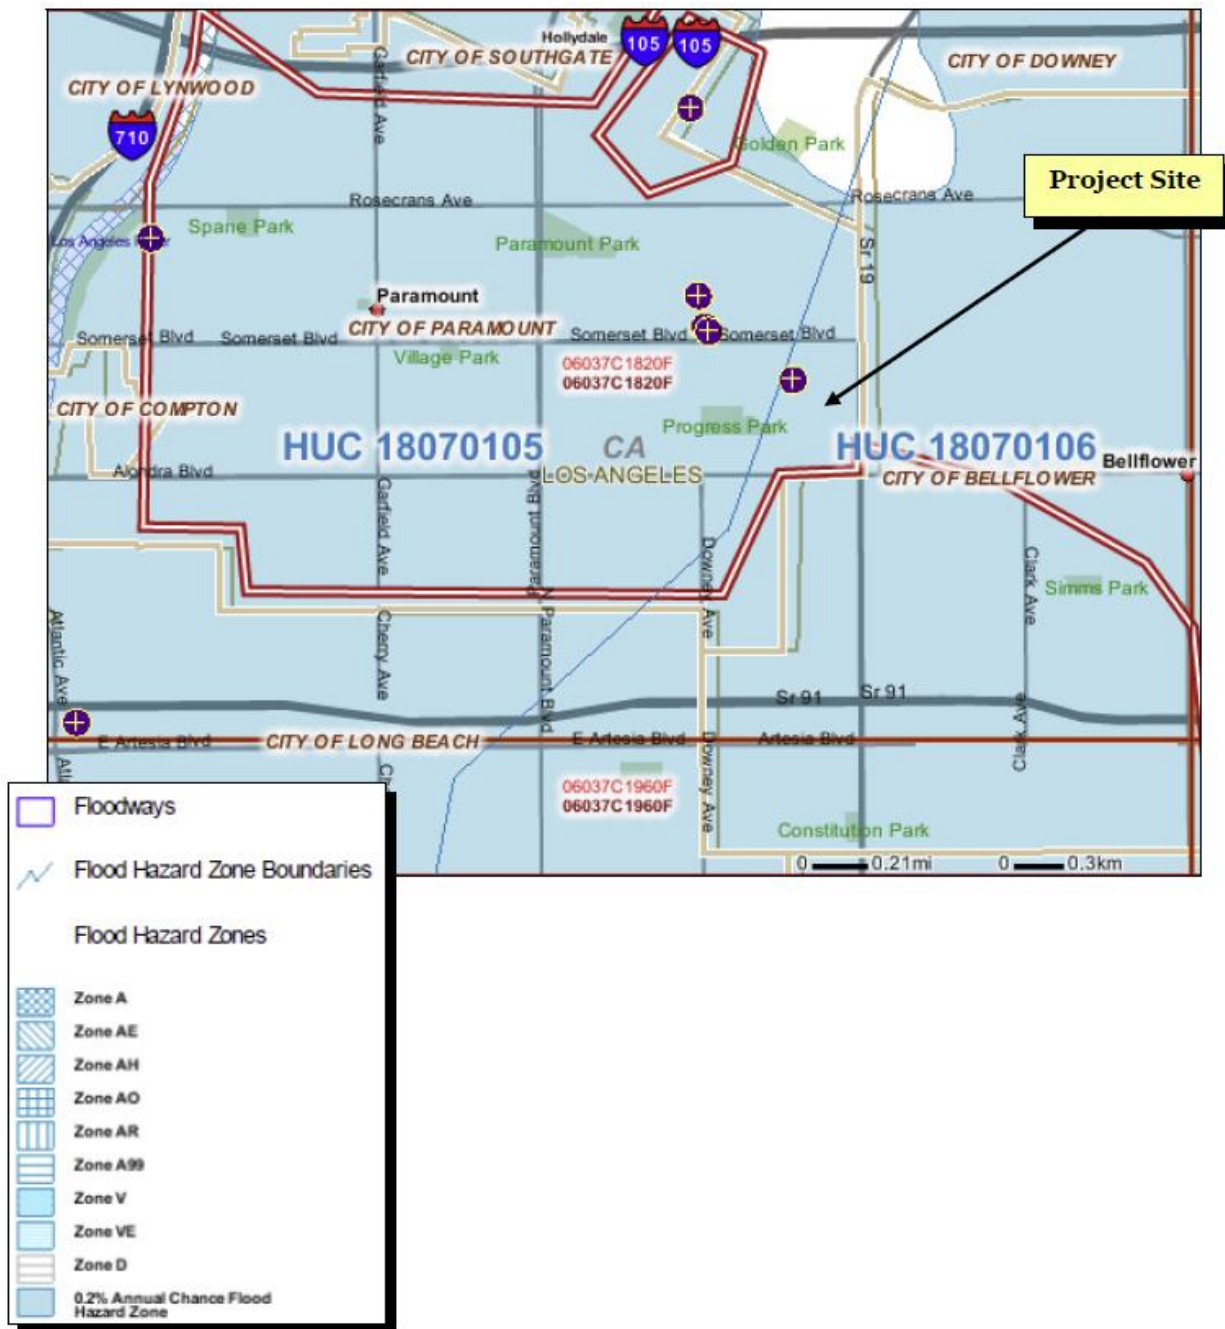 Hollydale
105
105
CITY OF SOUTHGATE
CITY OF DOWNEY
CITY OF LYNWOOD
Garfield Ave
710
Golden Park
Project Site
Rosecrans Ave
Rosecrans Ave
Spane Park
Los Angeles River
Paramount Park
Sr 19
Paramount
CITY OF PARAMOUNT
Somerset Blvd
Somerset Blvd
Somerset Blvd
Somerset Blvd
Village Park
06037C1820F
06037C1820F
CITY OF COMPTON
Progress Park
HUC 18070105
CA
HUC 18070106
Bellflower
Alondra Blvd
LOS ANGELES
CITY OF BELLFLOWER
Garfield Ave
Paramount Blvd
Downey Ave
Clark Ave
Simms Park
Atlantic Ave
Cherry Ave
N Paramount Blvd
Sr 91
Sr 91
Clark Ave
E Artesia Blvd
CITY OF LONG BEACH
E Artesia Blvd
Artesia Blvd
Atl
Ch
Downey Ave
06037C1960F
06037C1960F
Constitution Park
0 0.21mi 0 0.3km
Floodways
Flood Hazard Zone Boundaries
Flood Hazard Zones
Zone A
Zone AE
Zone AH
Zone AO
Zone AR
Zone A99
Zone V
Zone VE
Zone D
0.2% Annual Chance Flood
Hazard Zone